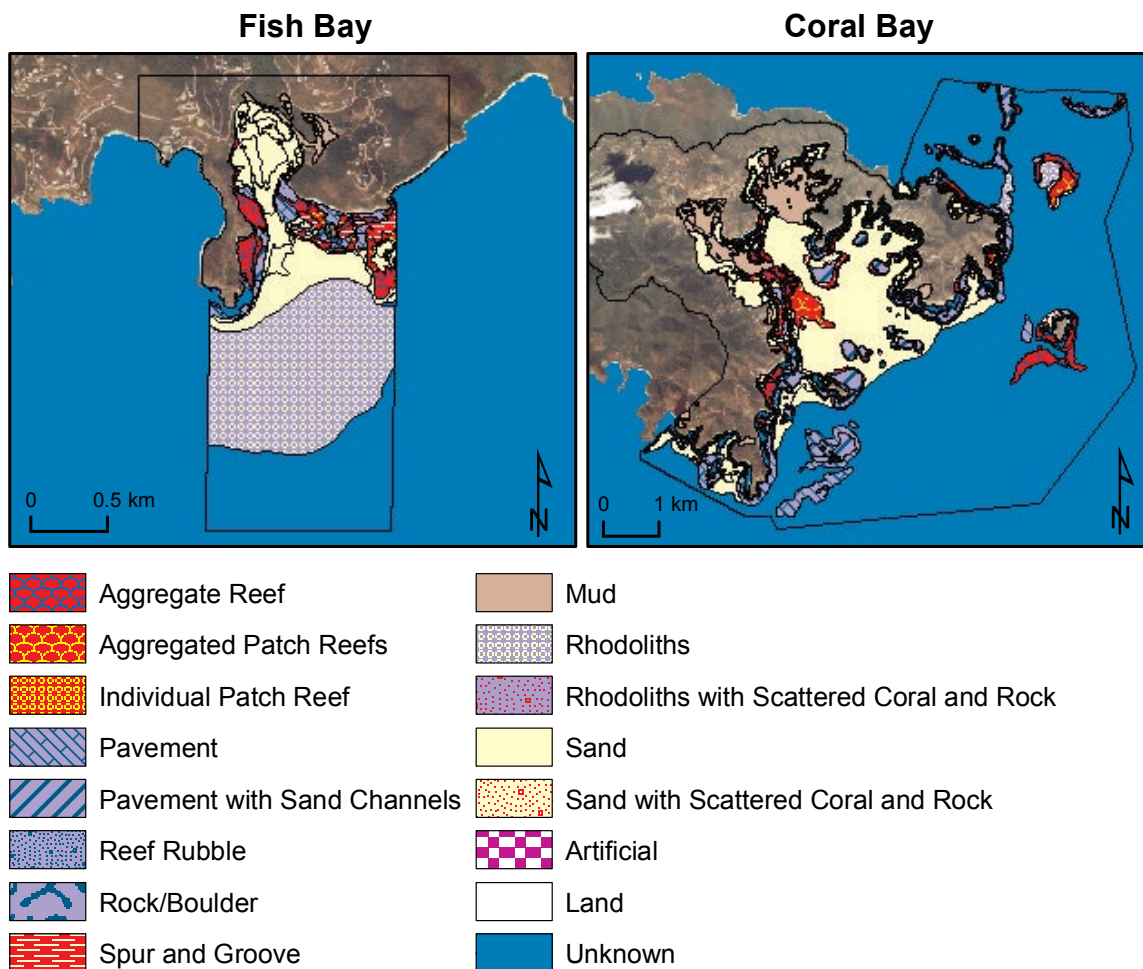 Fish Bay
Coral Bay
0 0.5 km
N
0 1 km
N
Aggregate Reef
Aggregated Patch Reefs
Individual Patch Reef
Pavement
Pavement with Sand Channels
Reef Rubble
Rock/Boulder
Spur and Groove
Mud
Rhodoliths
Rhodoliths with Scattered Coral and Rock
Sand
Sand with Scattered Coral and Rock
Artificial
Land
Unknown